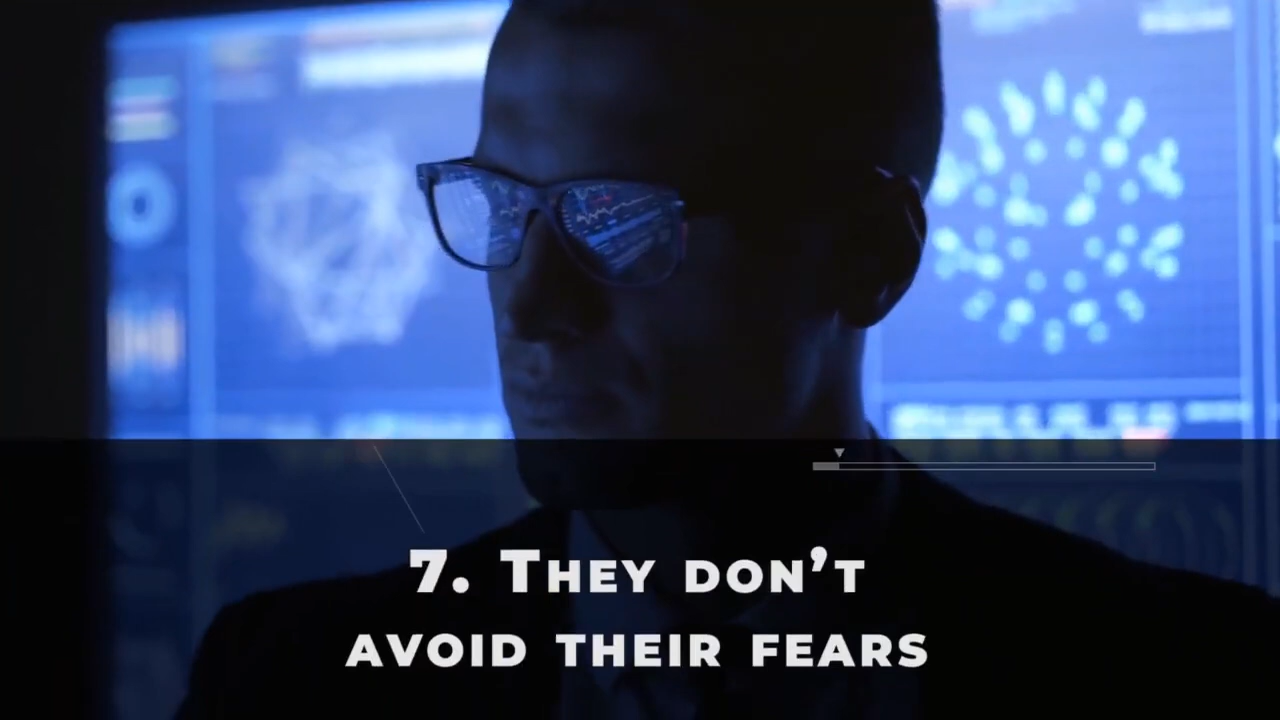 7. They don’t
avoid their fears